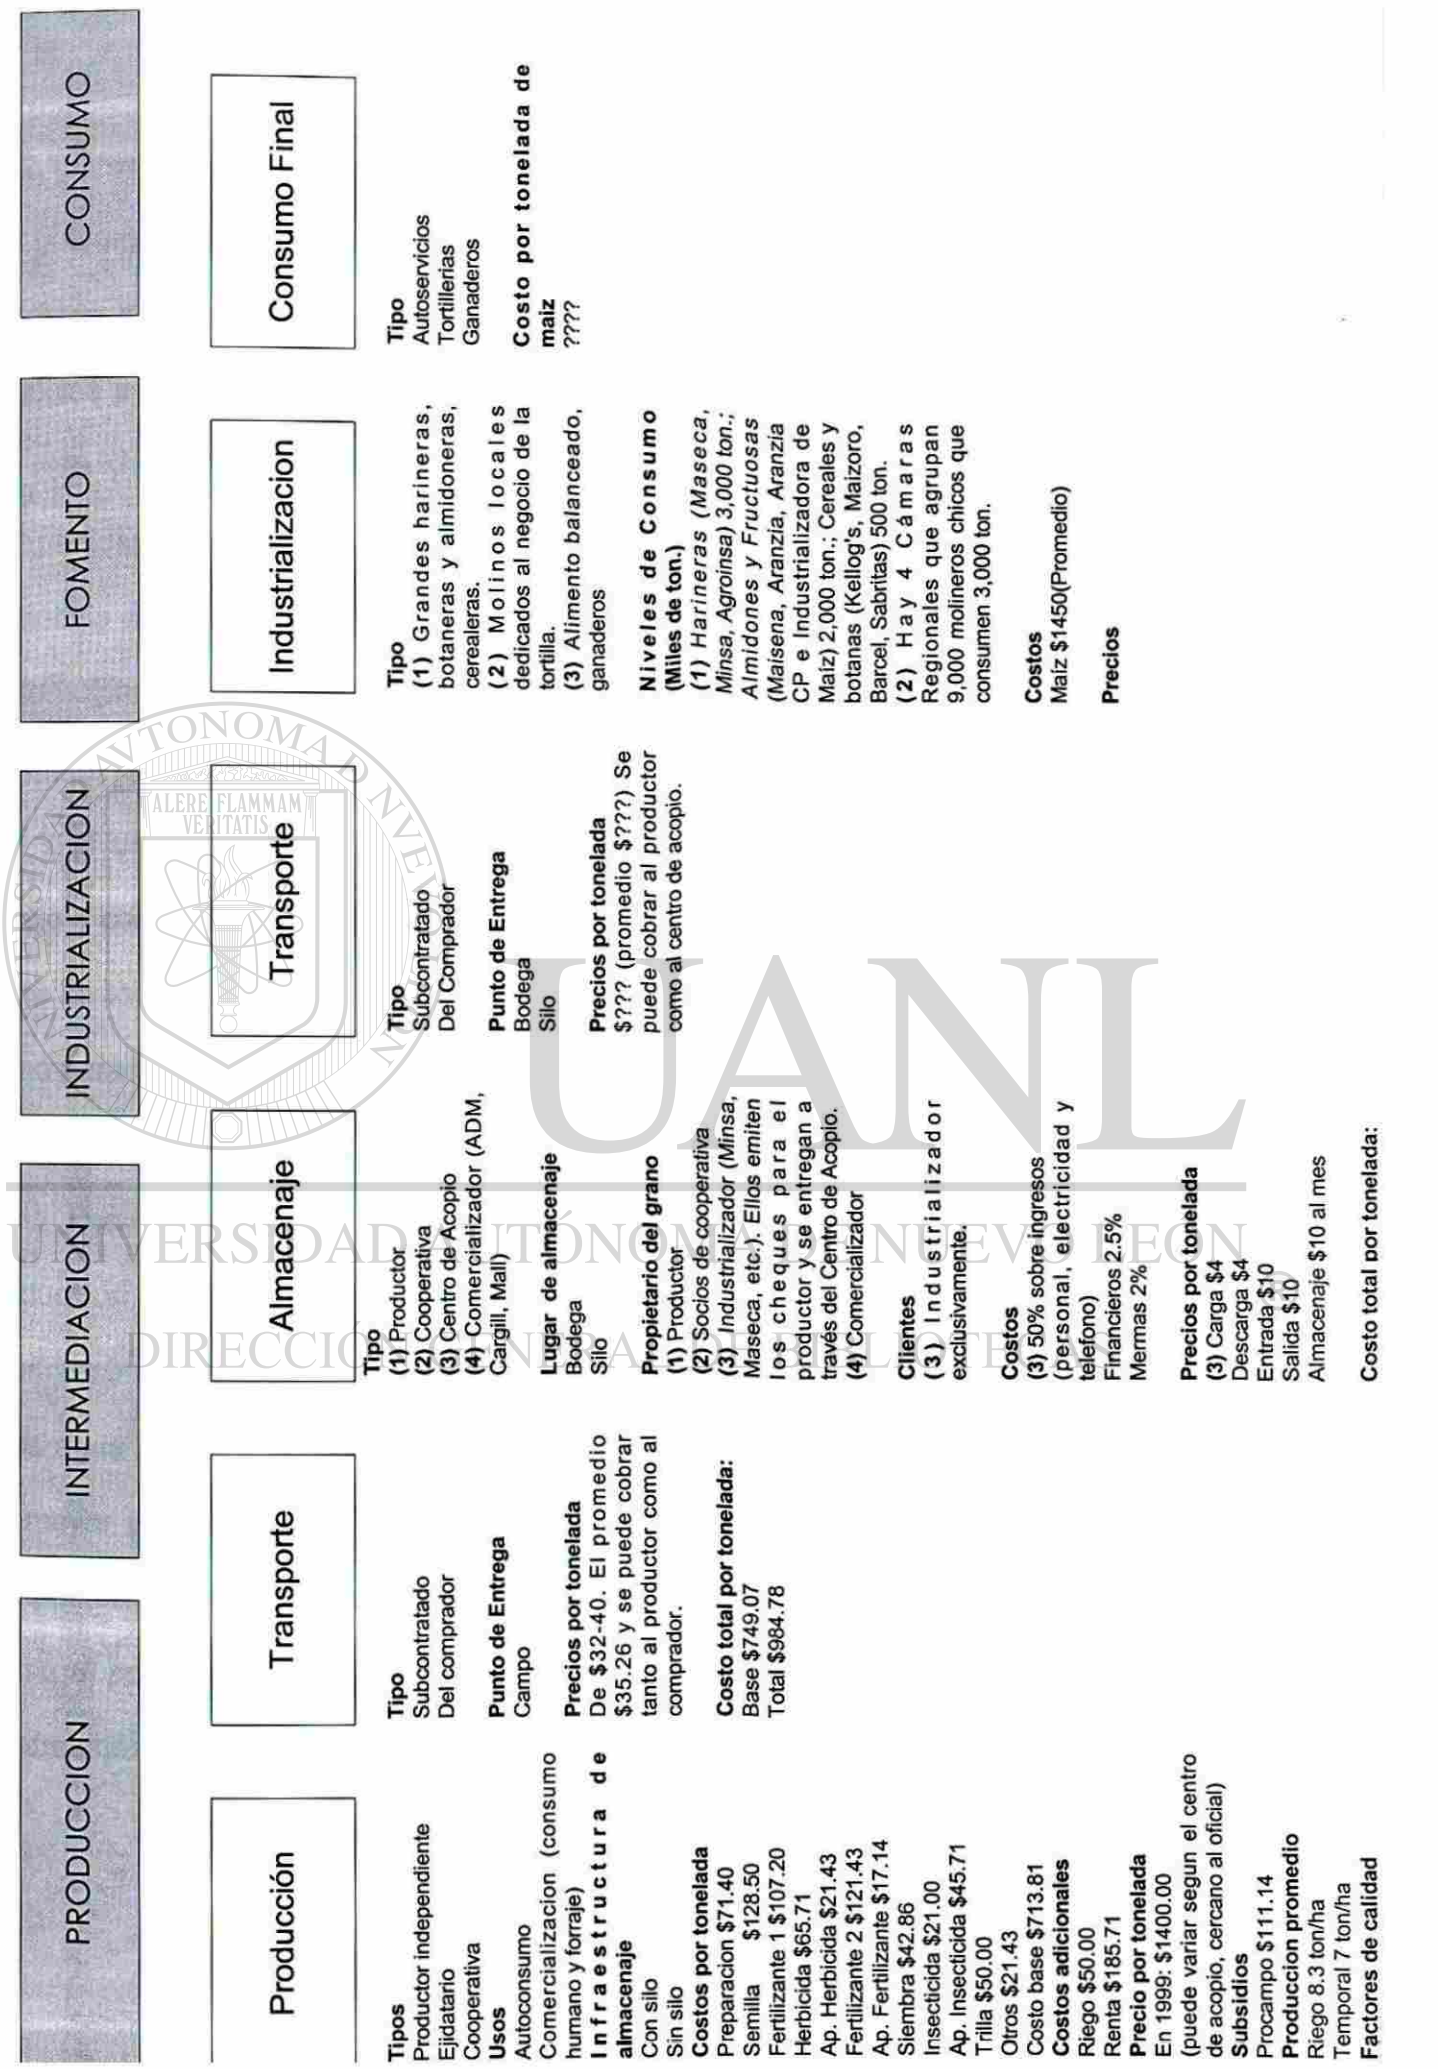 PRODUCCION
INTERMEDIACION
INDUSTRIALIZACION
FOMENTO
CONSUMO
Producción
Tipos
Productor independiente
Ejidatario
Cooperativa
Usos
Autoconsumo
Comercializacion (consumo
humano y forraje)
Infraestructura de
almacenaje
Con silo
Sin silo
Costos por tonelada
Preparacion $71.40
Semilla $128.50
Fertilizante 1 $107.20
Herbicida $65.71
Ap. Herbicida $21.43
Fertilizante 2 $121.43
Ap. Fertilizante $17.14
Siembra $42.86
Insecticida $21.00
Ap. Insecticida $45.71
Trilla $50.00
Otros $21.43
Costo base $713.81
Costos adicionales
Riego $50.00
Renta $185.71
Precio por tonelada
En 1999: $1400.00
(puede variar segun el centro
de acopio, cercano al oficial)
Subsidios
Procampo $111.14
Produccion promedio
Riego 8.3 ton/ha
Temporal 7 ton/ha
Factores de calidad
Transporte
Tipo
Subcontratado
Del comprador
Punto de Entrega
Campo
Precios por tonelada
De $32-40. El promedio
$35.26 y se puede cobrar
tanto al productor como al
comprador.
Costo total por tonelada:
Base $749.07
Total $984.78
Almacenaje
Tipo
(1) Productor
(2) Cooperativa
(3) Centro de Acopio
(4) Comercializador (ADM,
Cargill, Mall)
Lugar de almacenaje
Bodega
Silo
Propietario del grano
(1) Productor
(2) Socios de cooperativa
(3) Industrializador (Minsa,
Maseca, etc.). Ellos emiten
los cheques para el
productor y se entregan a
través del Centro de Acopio.
(4) Comercializador
Clientes
(3) Industrializador
exclusivamente.
Costos
(3) 50% sobre ingresos
(personal, electricidad y
telefono)
Financieros 2.5%
Mermas 2%
Precios por tonelada
(3) Carga $4
Descarga $4
Entrada $10
Salida $10
Almacenaje $10 al mes
Costo total por tonelada:
Transporte
Tipo
Subcontratado
Del Comprador
Punto de Entrega
Bodega
Silo
Precios por tonelada
$??? (promedio $???) Se
puede cobrar al productor
como al centro de acopio.
Industrializacion
Tipo
(1) Grandes harineras,
botaneras y almidoneras,
cerealeras.
(2) Molinos locales
dedicados al negocio de la
tortilla.
(3) Alimento balanceado,
ganaderos
Niveles de Consumo
(Miles de ton.)
(1) Harineras (Maseca,
Minsa, Agroinsa) 3,000 ton.;
Almidones y Fructuosas
(Maisena, Aranzia, Aranzia
CP e Industrializadora de
Maiz) 2,000 ton.; Cereales y
botanas (Kellog's, Maizoro,
Barcel, Sabritas) 500 ton.
(2) Hay 4 Cámaras
Regionales que agrupan
9,000 molineros chicos que
consumen 3,000 ton.
Costos
Maiz $1450(Promedio)
Precios
Consumo Final
Tipo
Autoservicios
Tortillerias
Ganaderos
Costo por tonelada de
maiz
????
UANL
UNIVERSIDAD AUTÓNOMA DE NUEVO LEÓN
®
DIRECCIÓN GENERAL DE BIBLIOTECAS
ALERE FLAMMAM
VERITATIS